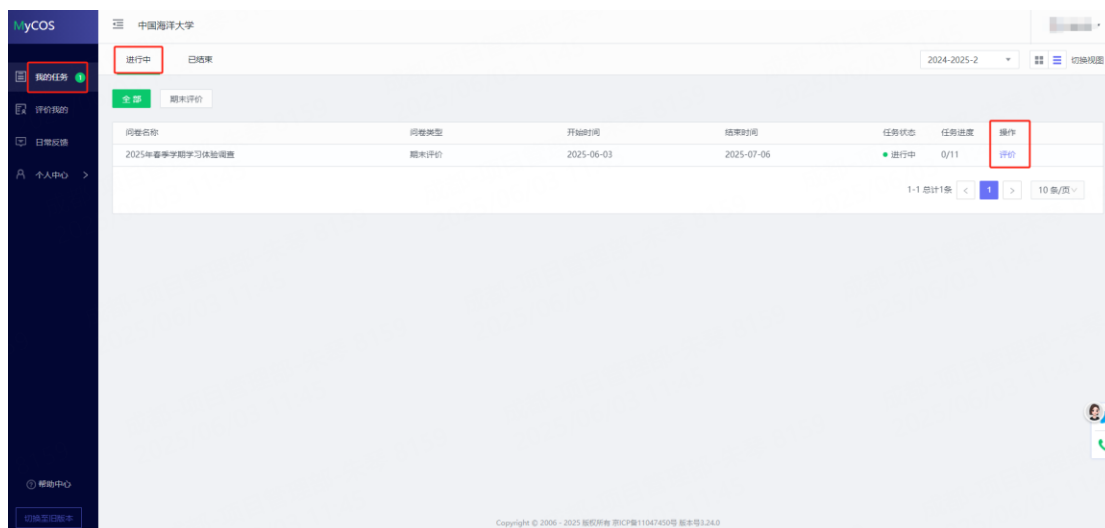 MyCOS
中国海洋大学
进行中
已结束
2024-2025-2
切换视图
我的任务 1
评价我的
日常反馈
个人中心 >
全部
期末评价
问卷名称 问卷类型 开始时间 结束时间 任务状态 任务进度 操作
2025年春季学期学习体验调查 期末评价 2025-06-03 2025-07-06 进行中 0/11 评价
1-1 总计1条 < 1 > 10 条/页
帮助中心
切换至旧版本
Copyright © 2006 - 2025 版权所有 京ICP备11047450号 版本号3.24.0